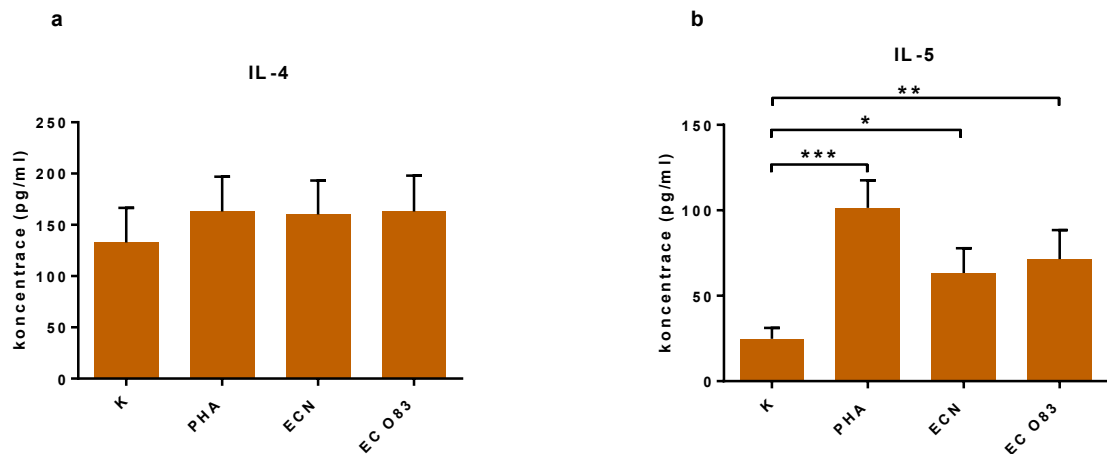 a
IL-4
koncentrace (pg/ml)
250
200
150
100
50
0
K
PHA
ECN
EC O83
b
IL-5
koncentrace (pg/ml)
150
100
50
0
**
*
***
K
PHA
ECN
EC O83